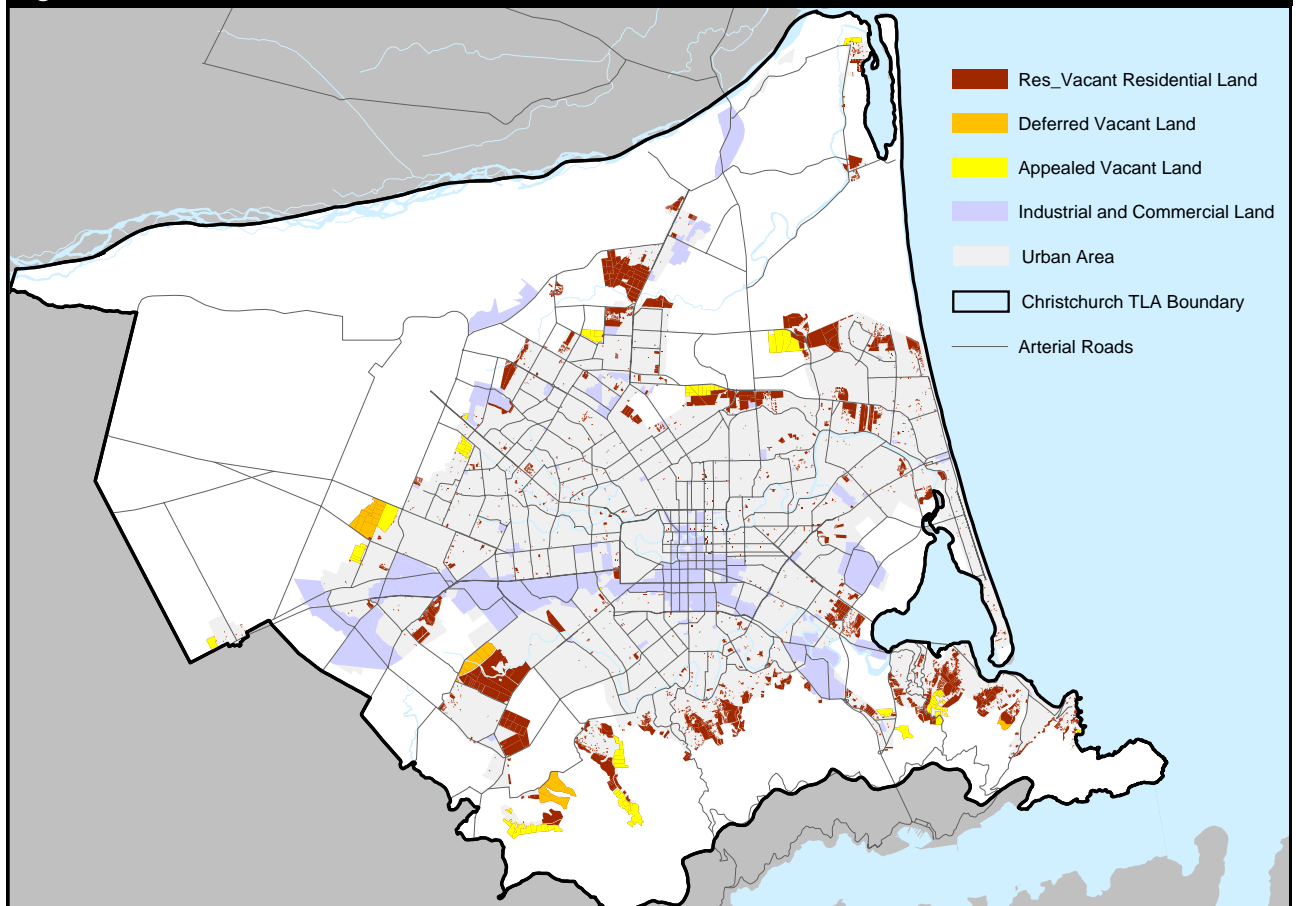 Res_Vacant Residential Land
Deferred Vacant Land
Appealed Vacant Land
Industrial and Commercial Land
Urban Area
Christchurch TLA Boundary
Arterial Roads